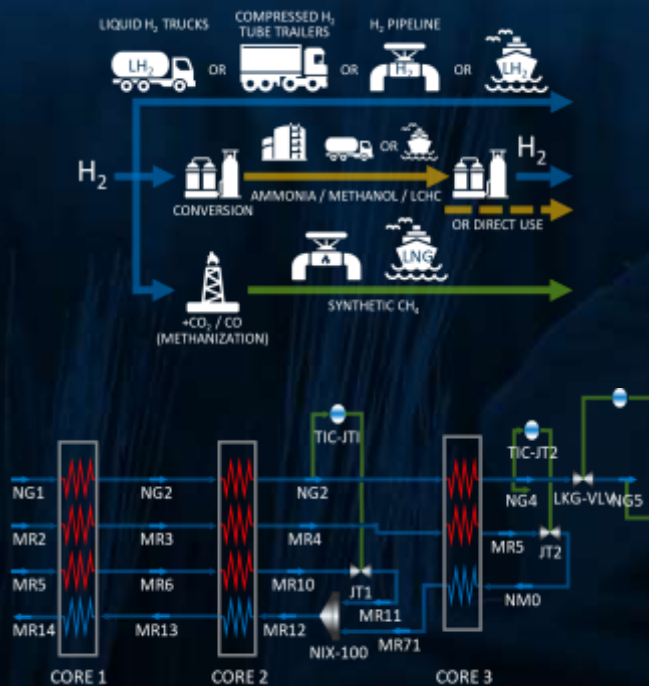 LIQUID H₂ TRUCKS
COMPRESSED H₂
TUBE TRAILERS
H₂ PIPELINE
LH₂ OR OR H₂ OR LH₂
H₂
OR
H₂
CONVERSION
AMMONIA / METHANOL / LCHC
OR DIRECT USE
LNG
SYNTHETIC CH₄
+CO₂ / CO
(METHANIZATION)
TIC-JTI
TIC-JT2
NG1 NG2 NG2 NG4 LKG-VLV NG5
MR2 MR3 MR4 MR5 JT2
MR5 MR6 MR10 JT1
MR11
NM0
MR14 MR13 MR12 MR71
NIX-100
CORE 1 CORE 2 CORE 3